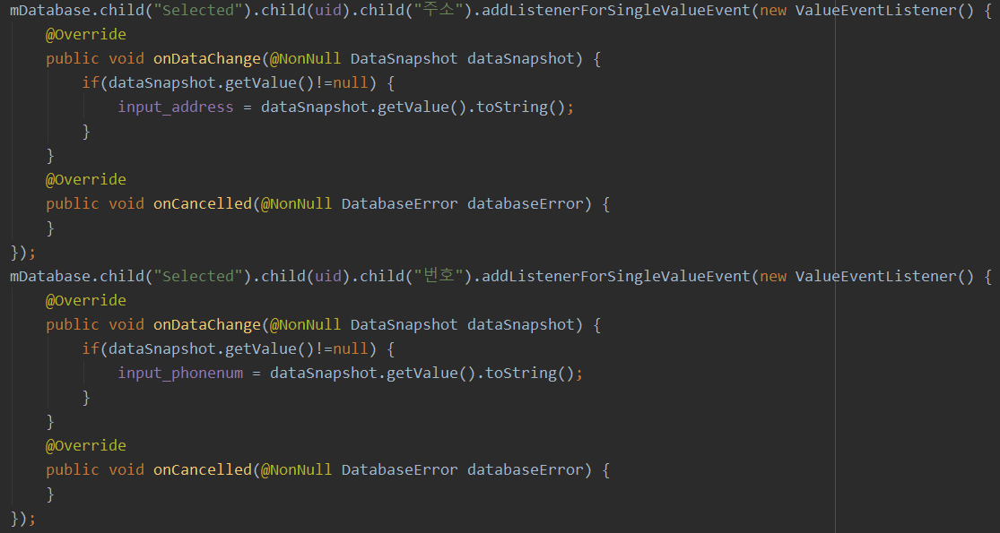 mDatabase.child("Selected").child(uid).child("주소").addListenerForSingleValueEvent(new ValueEventListener() {
@Override
public void onDataChange(@NonNull DataSnapshot dataSnapshot) {
if(dataSnapshot.getValue()!=null) {
input_address = dataSnapshot.getValue().toString();
}
}
@Override
public void onCancelled(@NonNull DatabaseError databaseError) {
}
});
mDatabase.child("Selected").child(uid).child("번호").addListenerForSingleValueEvent(new ValueEventListener() {
@Override
public void onDataChange(@NonNull DataSnapshot dataSnapshot) {
if(dataSnapshot.getValue()!=null) {
input_phonenum = dataSnapshot.getValue().toString();
}
}
@Override
public void onCancelled(@NonNull DatabaseError databaseError) {
}
});